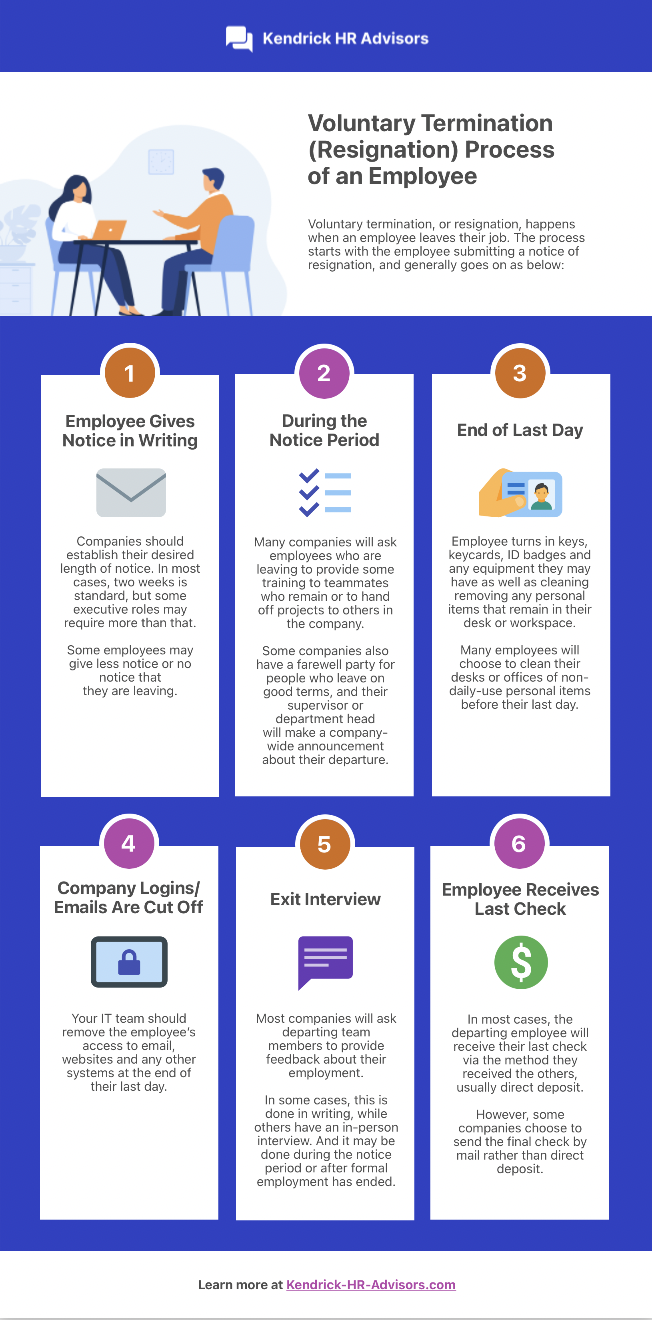 Kendrick HR Advisors
Voluntary Termination
(Resignation) Process
of an Employee
Voluntary termination, or resignation, happens
when an employee leaves their job. The process
starts with the employee submitting a notice of
resignation, and generally goes on as below:
1
Employee Gives
Notice in Writing
Companies should
establish their desired
length of notice. In most
cases, two weeks is
standard, but some
executive roles may
require more than that.
Some employees may
give less notice or no
notice that
they are leaving.
2
During the
Notice Period
Many companies will ask
employees who are
leaving to provide some
training to teammates
who remain or to hand
off projects to others in
the company.
Some companies also
have a farewell party for
people who leave on
good terms, and their
supervisor or
department head
will make a company-
wide announcement
about their departure.
3
End of Last Day
Employee turns in keys,
keycards, ID badges and
any equipment they may
have as well as cleaning
removing any personal
items that remain in their
desk or workspace.
Many employees will
choose to clean their
desks or offices of non-
daily-use personal items
before their last day.
4
Company Logins/
Emails Are Cut Off
Your IT team should
remove the employee's
access to email,
websites and any other
systems at the end of
their last day.
5
Exit Interview
Most companies will ask
departing team
members to provide
feedback about their
employment.
In some cases, this is
done in writing, while
others have an in-person
interview. And it may be
done during the notice
period or after formal
employment has ended.
6
Employee Receives
Last Check
$
In most cases, the
departing employee will
receive their last check
via the method they
received the others,
usually direct deposit.
However, some
companies choose to
send the final check by
mail rather than direct
deposit.
Learn more at Kendrick-HR-Advisors.com